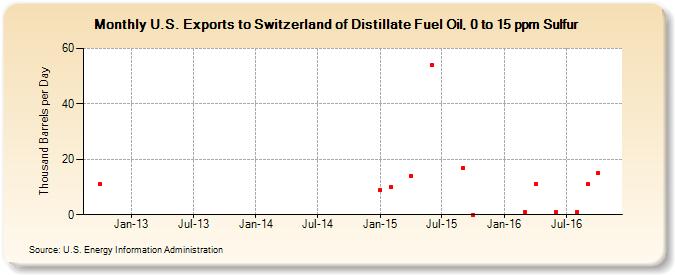 Monthly U.S. Exports to Switzerland of Distillate Fuel Oil, 0 to 15 ppm Sulfur
Thousand Barrels per Day
60
40
20
0
Jan-13 Jul-13 Jan-14 Jul-14 Jan-15 Jul-15 Jan-16 Jul-16
Source: U.S. Energy Information Administration